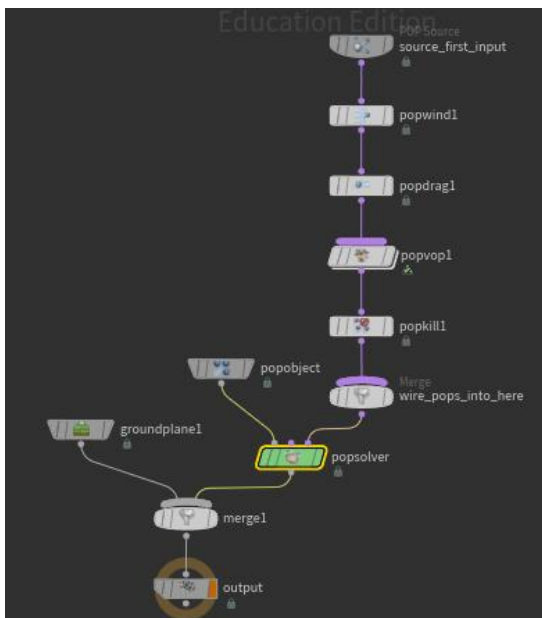 Education Edition
POP Source
source_first_input
popwind1
popdrag1
popvop1
popkill1
popobject
Merge
wire_pops_into_here
groundplane1
popsolver
merge1
output